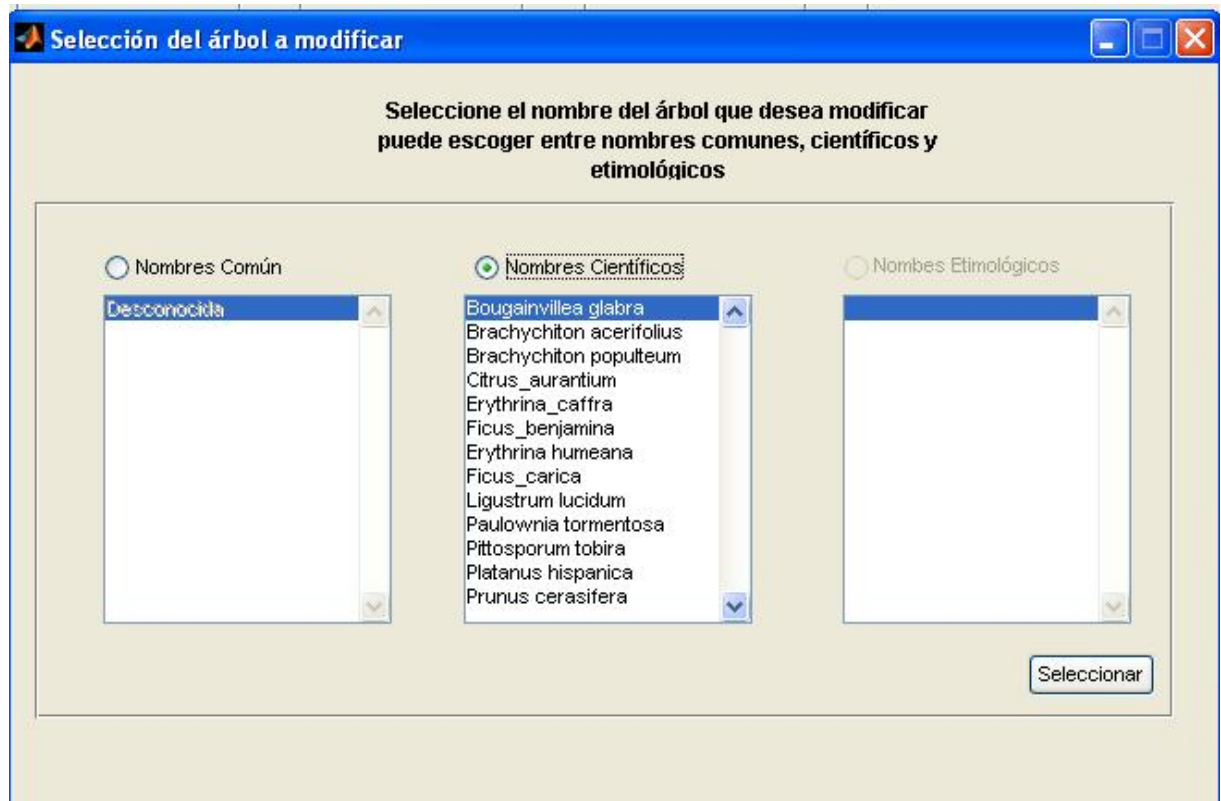 Selección del árbol a modificar
Seleccione el nombre del árbol que desea modificar
puede escoger entre nombres comunes, científicos y
etimológicos
Nombres Común
Nombres Científicos
Nombes Etimológicos
Desconocida
Bougainvillea glabra
Brachychiton acerifolius
Brachychiton populteum
Citrus_aurantium
Erythrina_caffra
Ficus_benjamina
Erythrina humeana
Ficus_carica
Ligustrum lucidum
Paulownia tormentosa
Pittosporum tobira
Platanus hispanica
Prunus cerasifera
Seleccionar